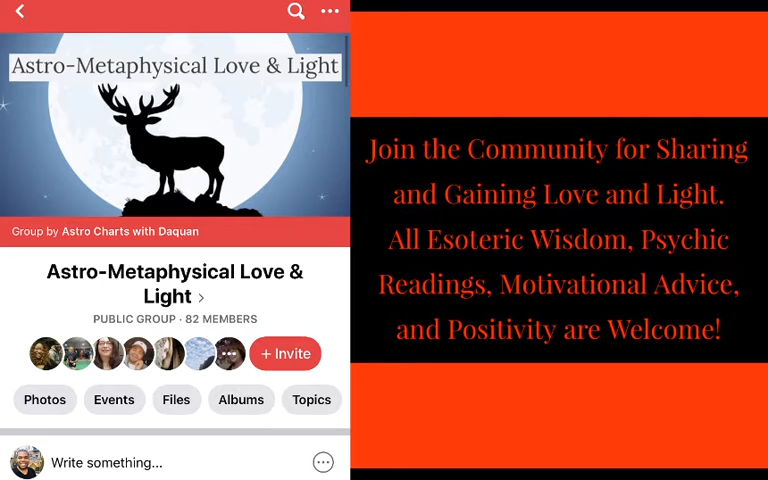 Astro-Metaphysical Love & Light
Group by Astro Charts with Daquan
Astro-Metaphysical Love &
Light
PUBLIC GROUP · 82 MEMBERS
+ Invite
Photos
Events
Files
Albums
Topics
Write something...
Join the Community for Sharing
and Gaining Love and Light.
All Esoteric Wisdom, Psychic
Readings, Motivational Advice,
and Positivity are Welcome!